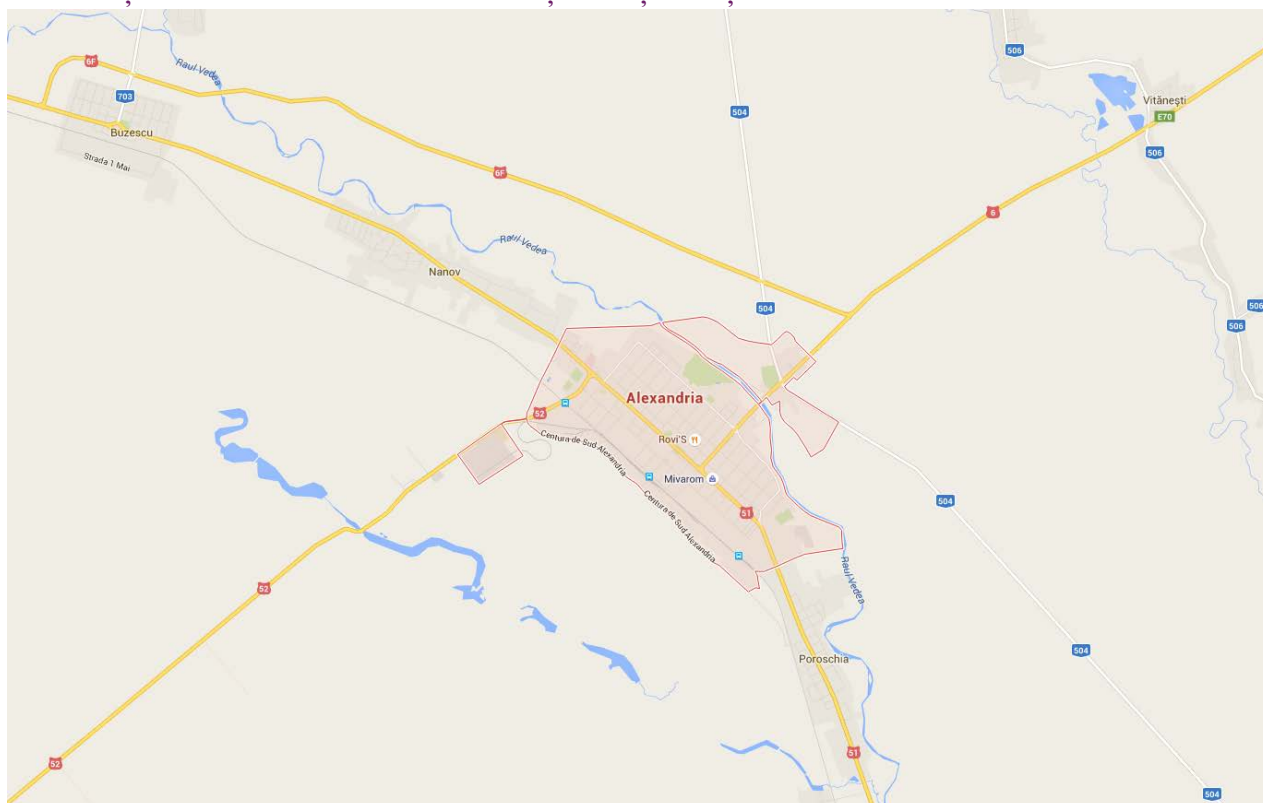 506
6F
Raul Vedea
703
Vitănești
504
E70
Buzescu
506
Strada 1 Mai
6F
6
Raul Vedea
Nanov
504
506
506
Alexandria
52
Centura de Sud Alexandria
Rovi'S
Mivarom
504
Centura de Sud Alexandria
51
Raul Vedea
52
504
Poroschia
51
52
504